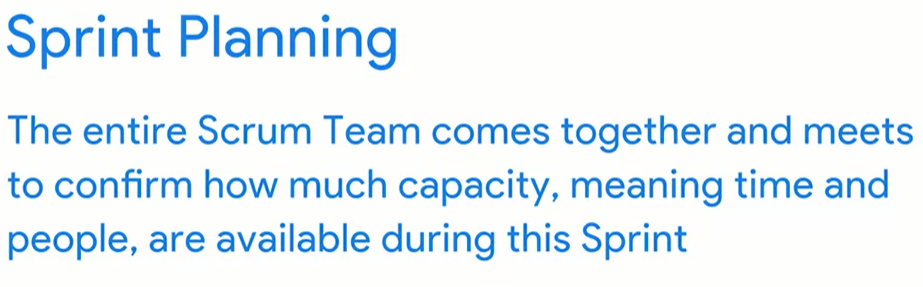 Sprint Planning
The entire Scrum Team comes together and meets
to confirm how much capacity, meaning time and
people, are available during this Sprint